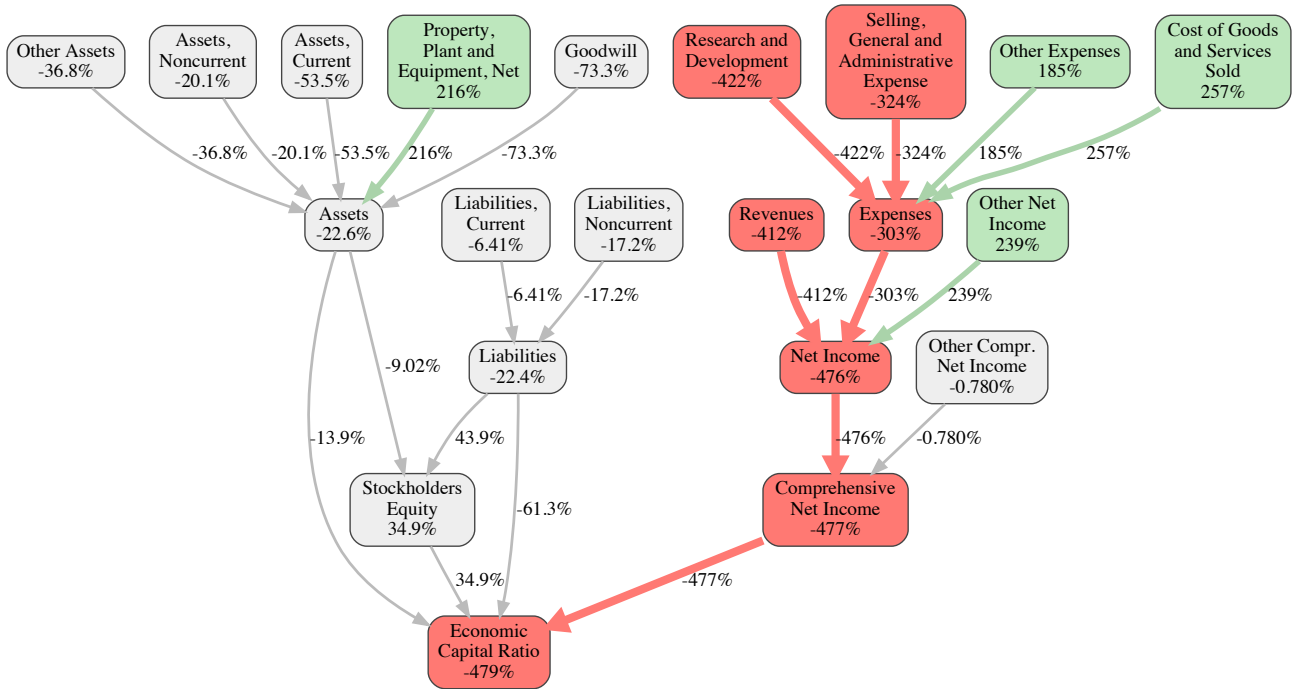 Other Assets
-36.8%
Assets,
Noncurrent
-20.1%
Assets,
Current
-53.5%
Property,
Plant and
Equipment, Net
216%
Goodwill
-73.3%
Research and
Development
-422%
Selling,
General and
Administrative
Expense
-324%
Other Expenses
185%
Cost of Goods
and Services
Sold
257%
-36.8%
-20.1%
-53.5%
216%
-73.3%
-422%
-324%
185%
257%
Assets
-22.6%
Liabilities,
Current
-6.41%
Liabilities,
Noncurrent
-17.2%
Revenues
-412%
Expenses
-303%
Other Net
Income
239%
-6.41%
-17.2%
-412%
-303%
239%
Liabilities
-22.4%
Net Income
-476%
Other Compr.
Net Income
-0.780%
-9.02%
-13.9%
43.9%
-61.3%
-476%
-0.780%
Stockholders
Equity
34.9%
Comprehensive
Net Income
-477%
34.9%
-477%
Economic
Capital Ratio
-479%